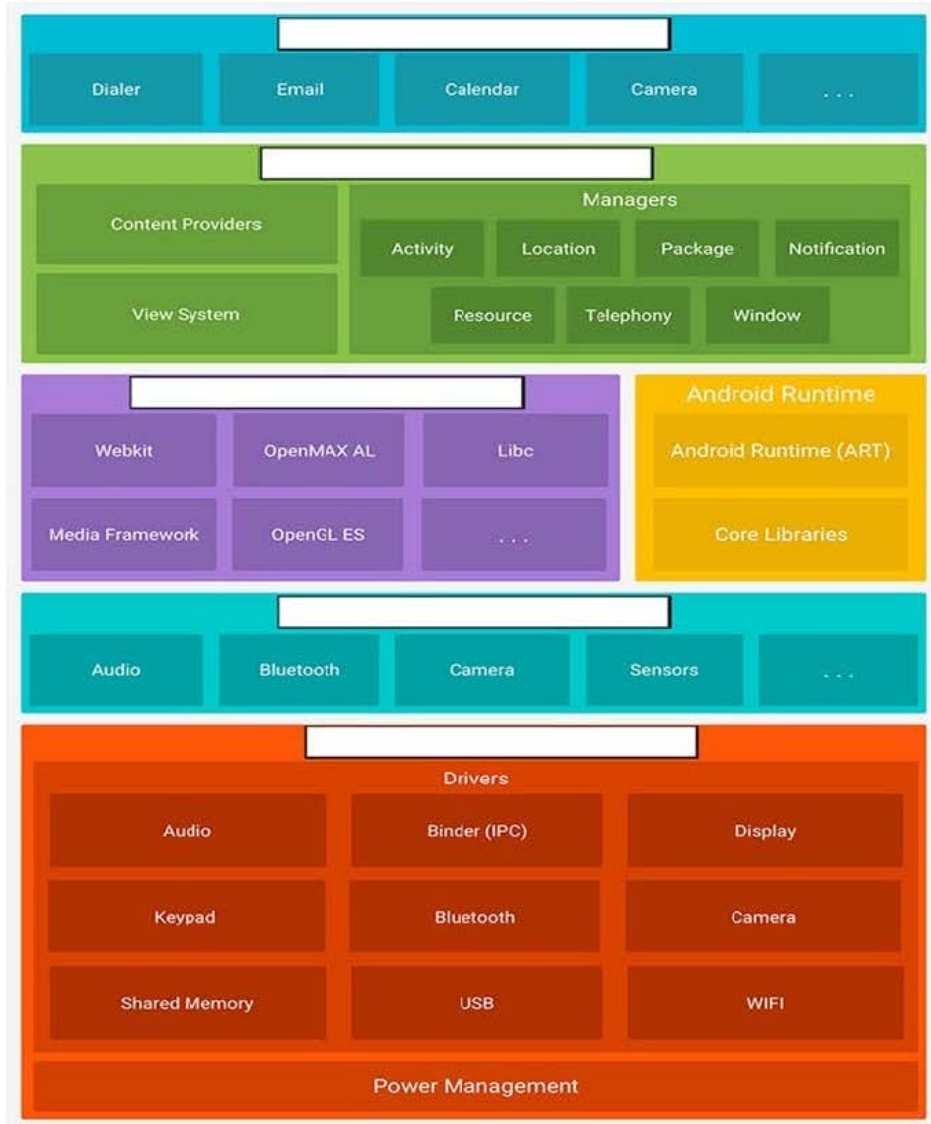 Dialer Email Calendar Camera . . .
Content Providers
View System
Managers
Activity Location Package Notification
Resource Telephony Window
Webkit OpenMAX AL Libc
Media Framework OpenGL ES . . .
Android Runtime
Android Runtime (ART)
Core Libraries
Audio Bluetooth Camera Sensors . . .
Drivers
Audio Binder (IPC) Display
Keypad Bluetooth Camera
Shared Memory USB WIFI
Power Management